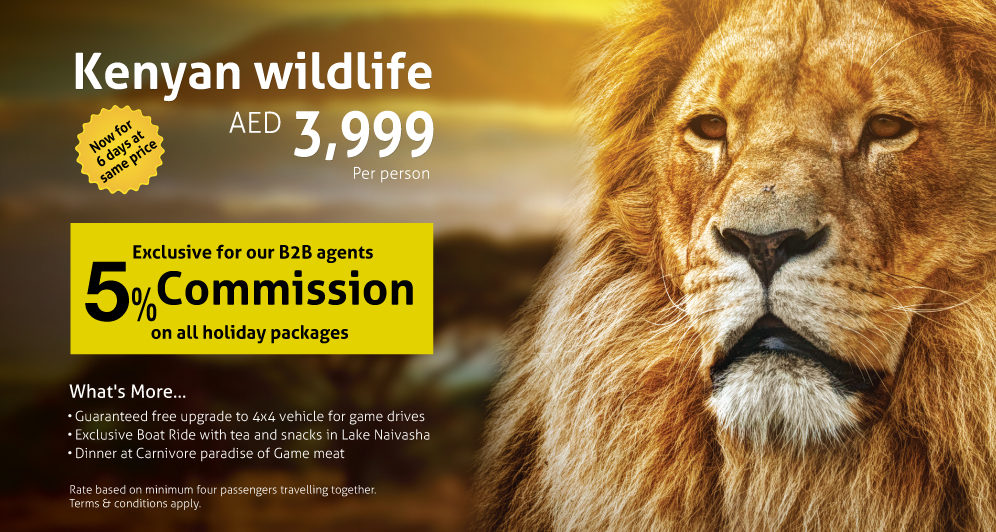 Kenyan wildlife
Now for
6 days at
same price
AED 3,999
Per person
Exclusive for our B2B agents
5% Commission
on all holiday packages
What's More...
• Guaranteed free upgrade to 4x4 vehicle for game drives
• Exclusive Boat Ride with tea and snacks in Lake Naivasha
• Dinner at Carnivore paradise of Game meat
Rate based on minimum four passengers travelling together.
Terms & conditions apply.